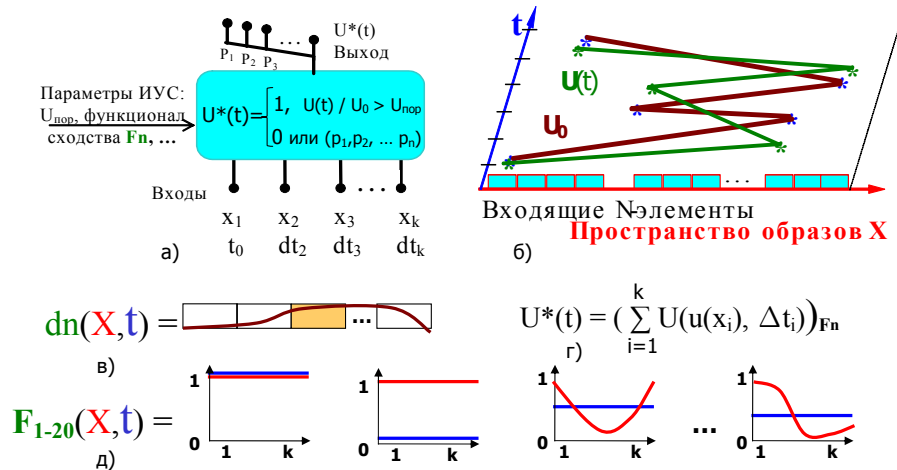 U*(t)
Выход
P₁ P₂ P₃ ...
Параметры ИУС:
Uпор, функционал
сходства Fn, ...
U*(t)= 1, U(t) / U₀ > Uпор
0 или (p₁,p₂, ... pₙ)
Входы
...
x₁ x₂ x₃ xₖ
t₀ dt₂ dt₃ dtₖ
а)
t
U(t)
U₀
...
Входящие N-элементы
Пространство образов X
б)
dn(X,t) = ...
в)
U*(t) = ( ∑ U(u(xᵢ), Δtᵢ))Fn
k
i=1
г)
F₁₋₂₀(X,t) =
д)
1 0 1 k
1 0 1 k
1 0 1 k
...
1 0 1 k